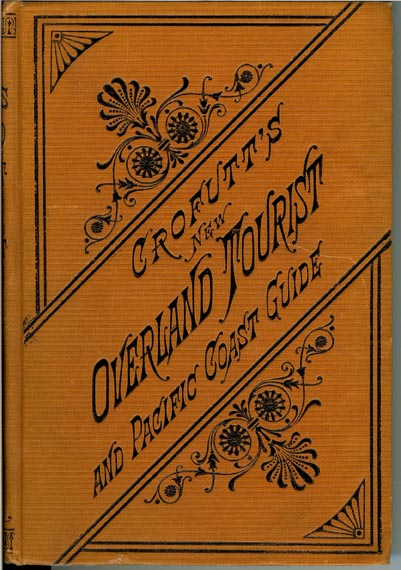 CROFUTT'S
NEW
OVERLAND TOURIST
AND PACIFIC COAST GUIDE